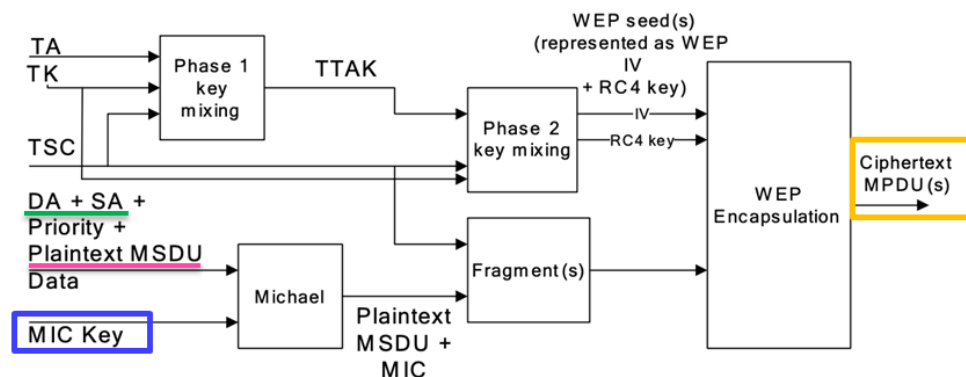 TA
TK
Phase 1
key
mixing
TTAK
WEP seed(s)
(represented as WEP
IV
+ RC4 key)
IV
RC4 key
Phase 2
key mixing
TSC
WEP
Encapsulation
Ciphertext
MPDU(s)
DA + SA +
Priority +
Plaintext MSDU
Data
Michael
Fragment(s)
Plaintext
MSDU +
MIC
MIC Key